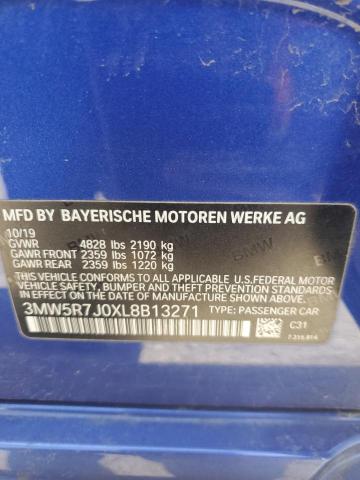 MFD BY BAYERISCHE MOTOREN WERKE AG
10/19
GVWR 4828 lbs 2190 kg
GAWR FRONT 2359 lbs 1072 kg
GAWR REAR 2359 lbs 1220 kg
THIS VEHICLE CONFORMS TO ALL APPLICABLE U.S.FEDERAL MOTOR
VEHICLE SAFETY, BUMPER, AND THEFT PREVENTION STANDARDS
IN EFFECT ON THE DATE OF MANUFACTURE SHOWN ABOVE.
3MW5R7J0XL8B13271 TYPE: PASSENGER CAR
C31
BMW